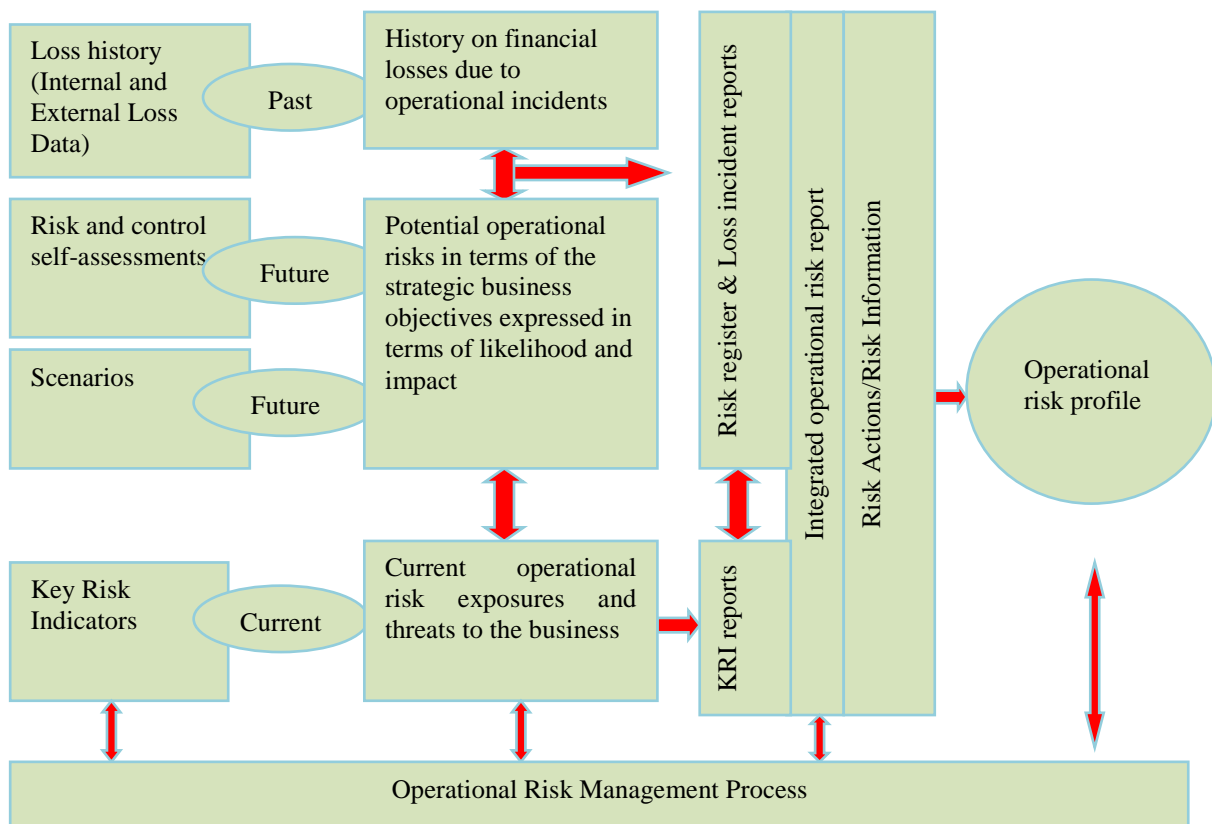 Loss history
(Internal and
External Loss
Data)
Past
History on financial
losses due to
operational incidents
Risk and control
self-assessments
Future
Potential operational
risks in terms of the
strategic business
objectives expressed in
terms of likelihood and
impact
Scenarios
Future
Key Risk
Indicators
Current
Current operational
risk exposures and
threats to the business
Risk register & Loss incident reports
KRI reports
Integrated operational risk report
Risk Actions/Risk Information
Operational
risk profile
Operational Risk Management Process